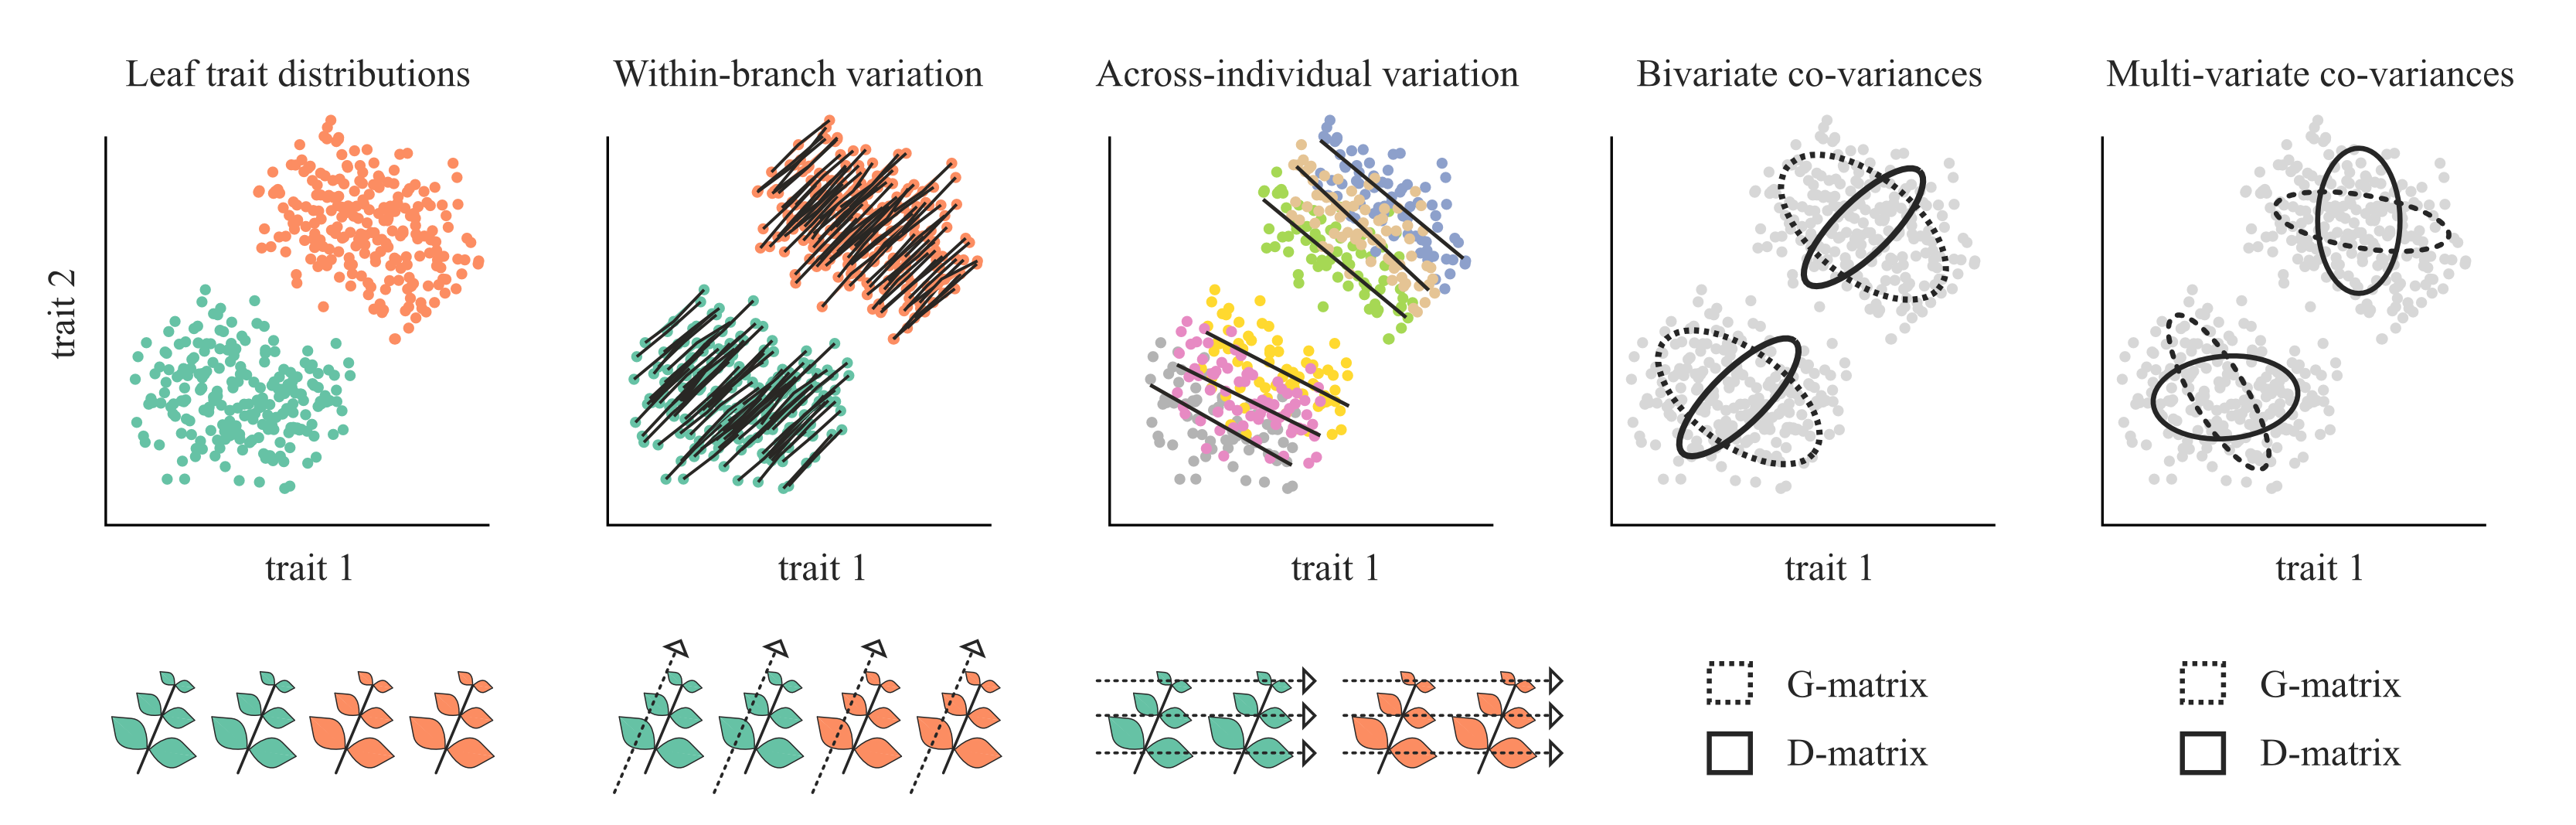 Leaf trait distributions
Within-branch variation
Across-individual variation
Bivariate co-variances
Multi-variate co-variances
trait 2
trait 1
trait 1
trait 1
trait 1
trait 1
G-matrix
D-matrix
G-matrix
D-matrix